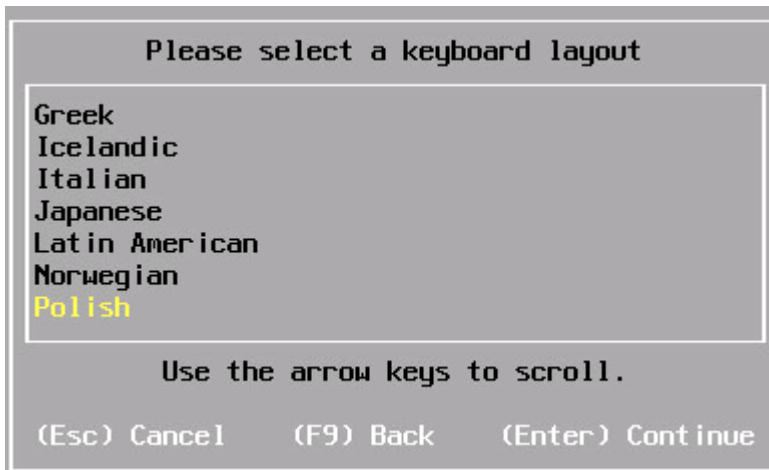 Please select a keyboard layout
Greek
Icelandic
Italian
Japanese
Latin American
Norwegian
Polish
Use the arrow keys to scroll.
(Esc) Cancel (F9) Back (Enter) Continue